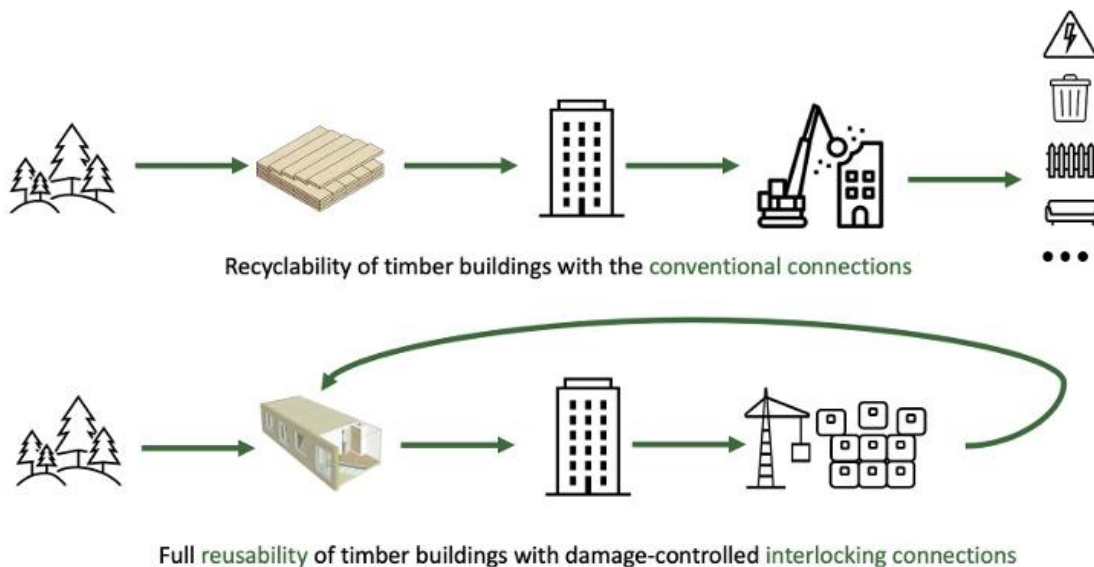 Recyclability of timber buildings with the conventional connections
Full reusability of timber buildings with damage-controlled interlocking connections